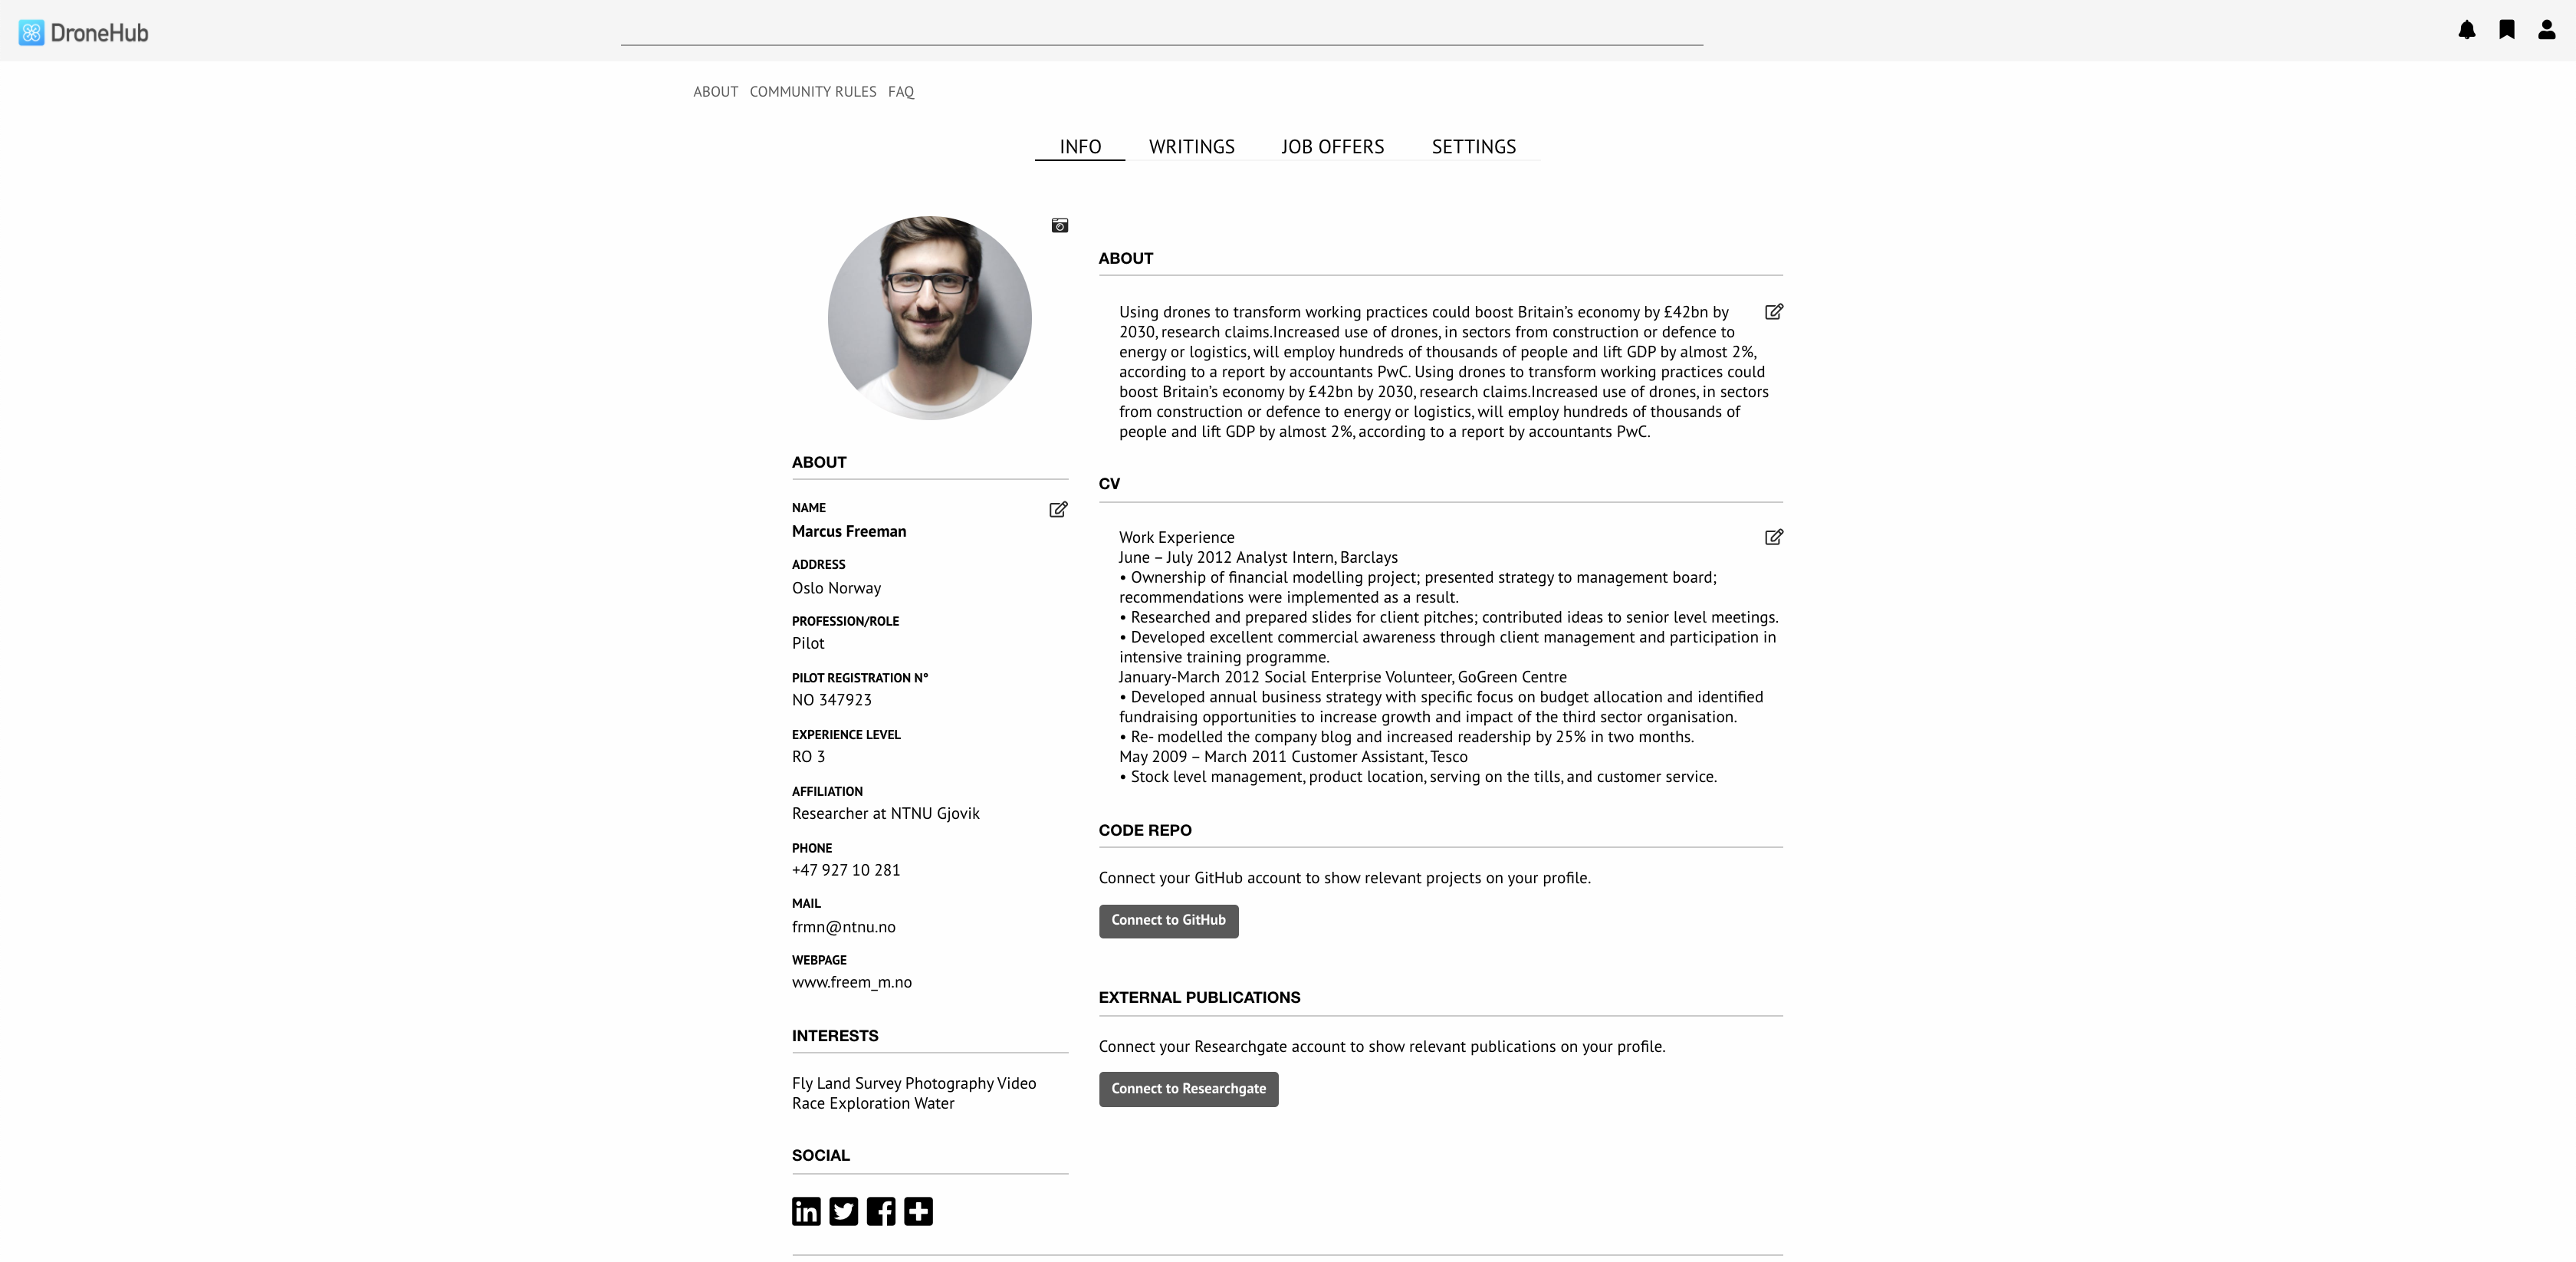 DroneHub
ABOUT COMMUNITY RULES FAQ
INFO WRITINGS JOB OFFERS SETTINGS
ABOUT
NAME
Marcus Freeman
ADDRESS
Oslo Norway
PROFESSION/ROLE
Pilot
PILOT REGISTRATION N°
NO 347923
EXPERIENCE LEVEL
RO 3
AFFILIATION
Researcher at NTNU Gjovik
PHONE
+47 927 10 281
MAIL
frmn@ntnu.no
WEBPAGE
www.freem_m.no
INTERESTS
Fly Land Survey Photography Video
Race Exploration Water
SOCIAL
ABOUT
Using drones to transform working practices could boost Britain’s economy by £42bn by
2030, research claims.Increased use of drones, in sectors from construction or defence to
energy or logistics, will employ hundreds of thousands of people and lift GDP by almost 2%,
according to a report by accountants PwC. Using drones to transform working practices could
boost Britain’s economy by £42bn by 2030, research claims.Increased use of drones, in sectors
from construction or defence to energy or logistics, will employ hundreds of thousands of
people and lift GDP by almost 2%, according to a report by accountants PwC.
CV
Work Experience
June – July 2012 Analyst Intern, Barclays
• Ownership of financial modelling project; presented strategy to management board;
recommendations were implemented as a result.
• Researched and prepared slides for client pitches; contributed ideas to senior level meetings.
• Developed excellent commercial awareness through client management and participation in
intensive training programme.
January-March 2012 Social Enterprise Volunteer, GoGreen Centre
• Developed annual business strategy with specific focus on budget allocation and identified
fundraising opportunities to increase growth and impact of the third sector organisation.
• Re- modelled the company blog and increased readership by 25% in two months.
May 2009 – March 2011 Customer Assistant, Tesco
• Stock level management, product location, serving on the tills, and customer service.
CODE REPO
Connect your GitHub account to show relevant projects on your profile.
Connect to GitHub
EXTERNAL PUBLICATIONS
Connect your Researchgate account to show relevant publications on your profile.
Connect to Researchgate